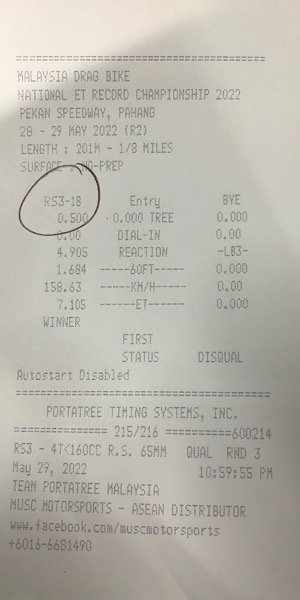 ================================
MALAYSIA DRAG BIKE
NATIONAL ET RECORD CHAMPIONSHIP 2022
PEKAN SPEEDWAY, PAHANG
28 - 29 MAY 2022 (R2)
LENGTH : 201M - 1/8 MILES
SURFACE : NO-PREP
RS3-18 Entry BYE
0.500 0.000 TREE 0.000
0.00 DIAL-IN 0.00
4.905 REACTION -LB3-
1.684 -----60FT----- 0.000
158.63 -----KM/H----- 0.00
7.105 ------ET------ 0.000
WINNER
FIRST
STATUS DISQUAL
Autostart Disabled
================================
PORTATREE TIMING SYSTEMS, INC.
============== 215/216 ==========600214
RS3 - 4T<160CC R.S. 65MM QUAL RND 3
May 29, 2022 10:59:55 PM
TEAM PORTATREE MALAYSIA
MUSC MOTORSPORTS - ASEAN DISTRIBUTOR
www.facebook.com/muscmotorsports
+6016-6681490